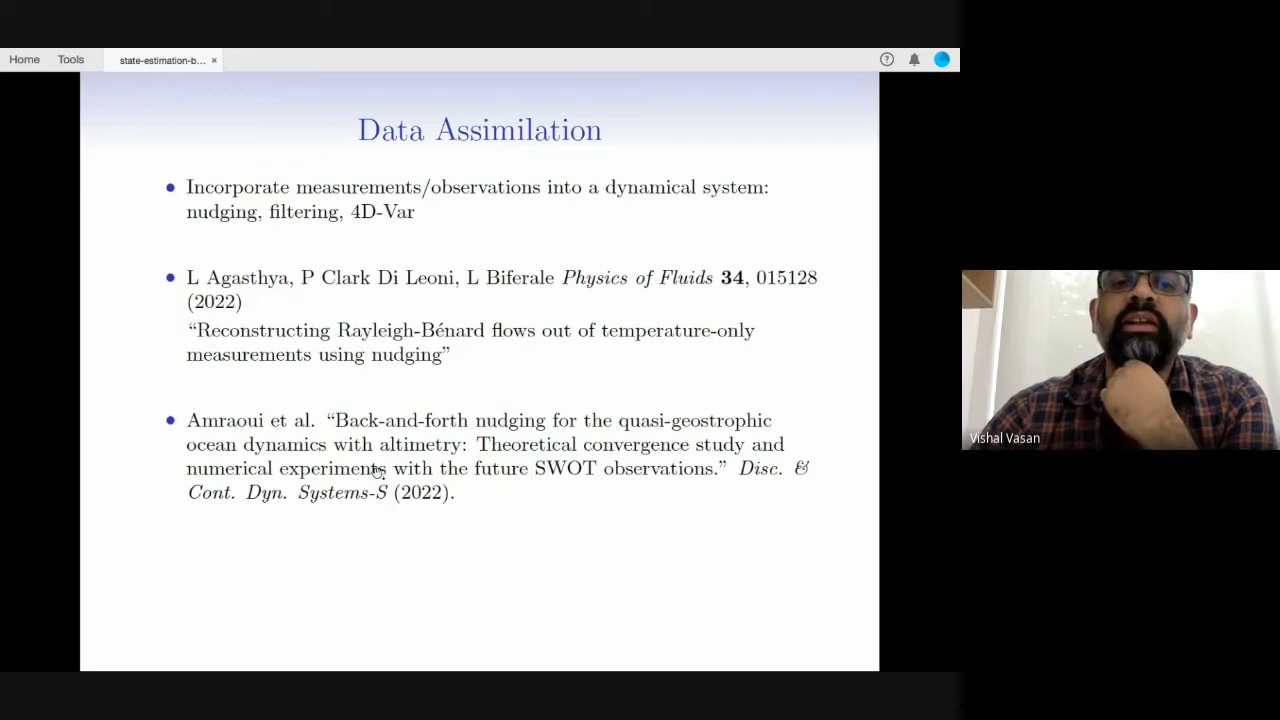 Home Tools state-estimation-b... ×
Data Assimilation
• Incorporate measurements/observations into a dynamical system:
nudging, filtering, 4D-Var
• L Agasthya, P Clark Di Leoni, L Biferale Physics of Fluids 34, 015128
(2022)
“Reconstructing Rayleigh-Bénard flows out of temperature-only
measurements using nudging”
• Amraoui et al. “Back-and-forth nudging for the quasi-geostrophic
ocean dynamics with altimetry: Theoretical convergence study and
numerical experiments with the future SWOT observations.” Disc. &
Cont. Dyn. Systems-S (2022).
Vishal Vasan